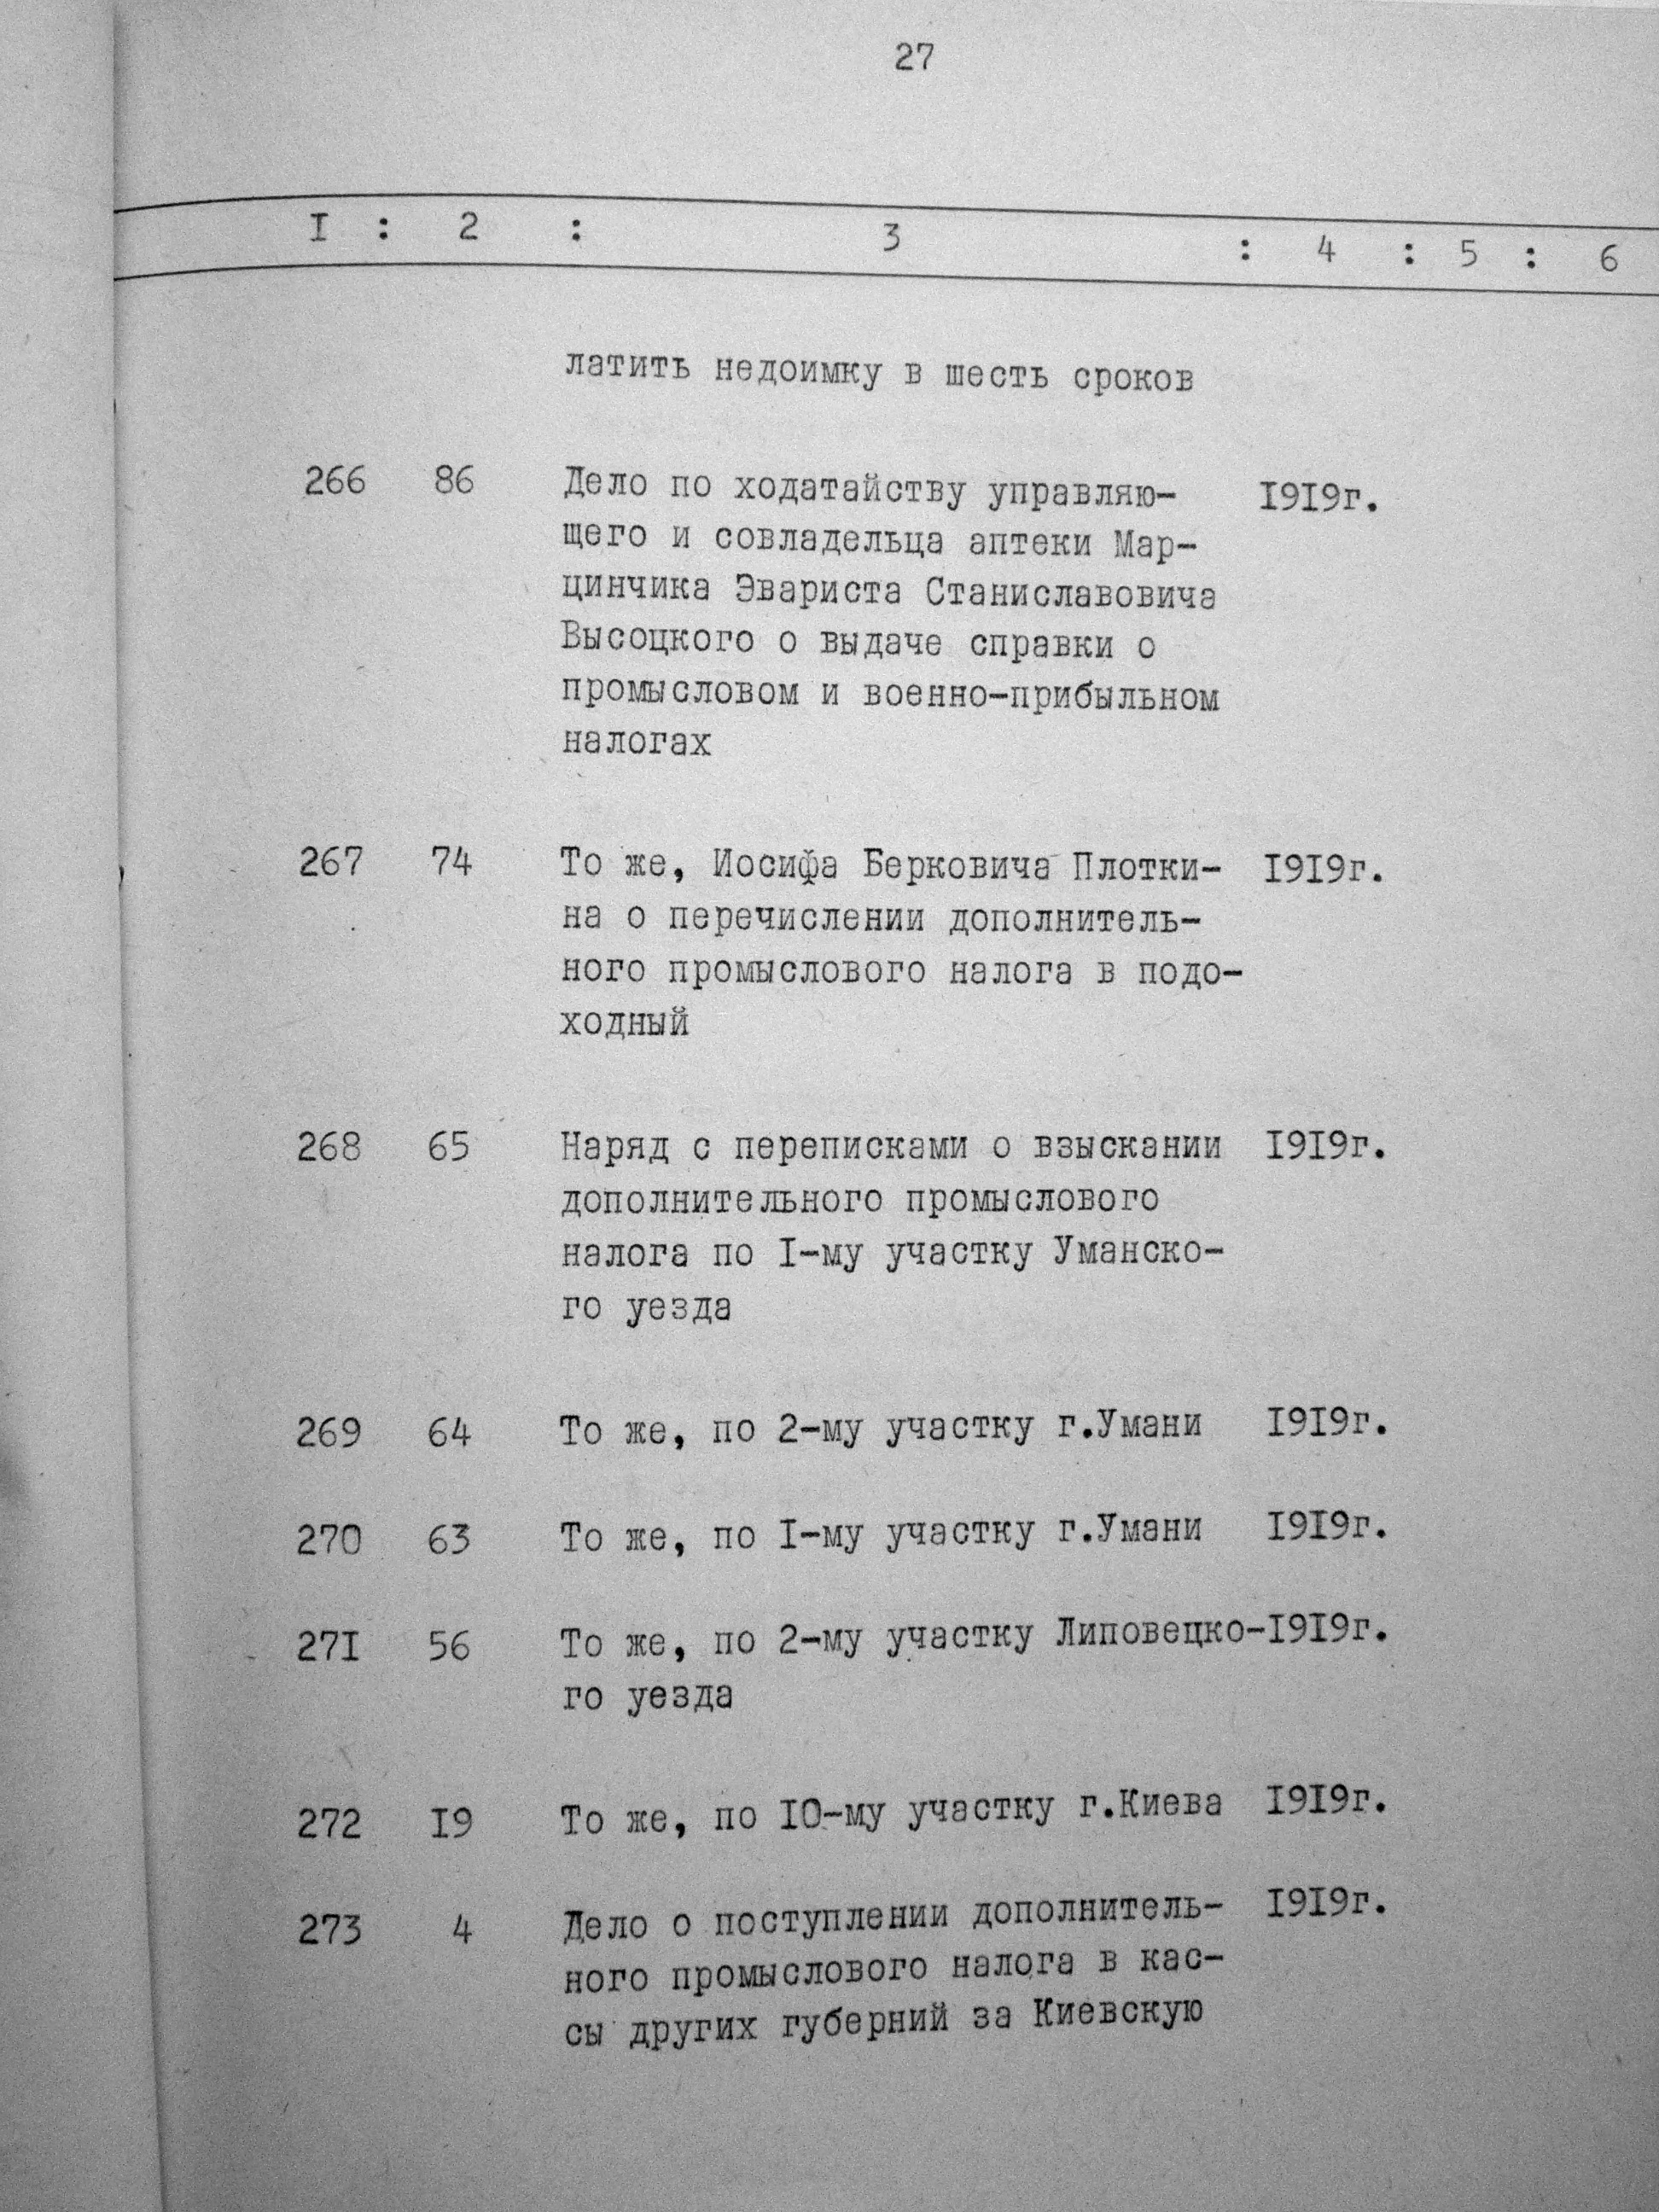 27
I : 2 : 3 : 4 : 5 : 6
латить недоимку в шесть сроков
266 86 Дело по ходатайству управляю- I9I9г.
щего и совладельца аптеки Мар-
цинчика Эвариста Станиславовича
Высоцкого о выдаче справки о
промысловом и военно-прибыльном
налогах
267 74 То же, Иосифа Берковича Плотки- I9I9г.
на о перечислении дополнитель-
ного промыслового налога в подо-
ходный
268 65 Наряд с переписками о взыскании I9I9г.
дополнительного промыслового
налога по I-му участку Уманско-
го уезда
269 64 То же, по 2-му участку г.Умани I9I9г.
270 63 То же, по I-му участку г.Умани I9I9г.
27I 56 То же, по 2-му участку Липовецко-I9I9г.
го уезда
272 I9 То же, по I0-му участку г.Киева I9I9г.
273 4 Дело о поступлении дополнитель- I9I9г.
ного промыслового налога в кас-
сы других губерний за Киевскую